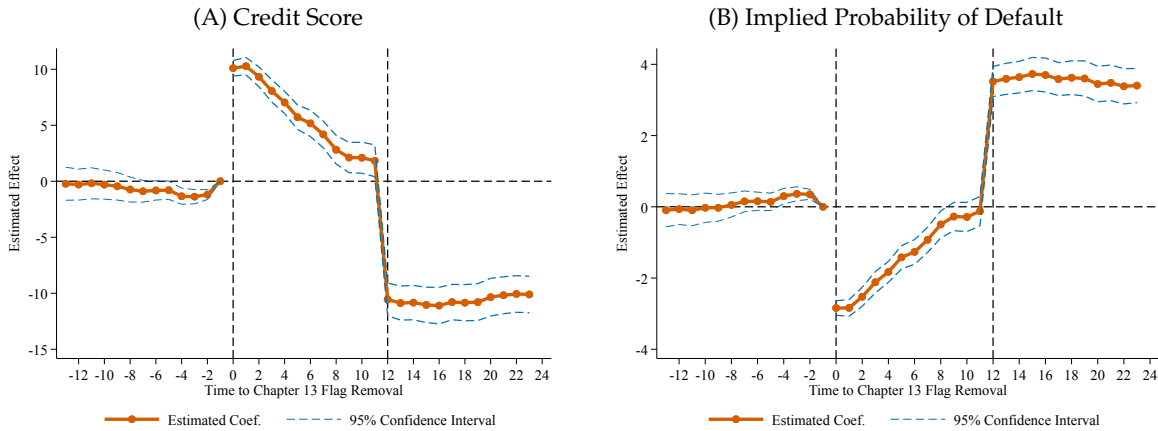 (A) Credit Score
10
5
0
-5
-10
-15
Estimated Effect
-12 -10 -8 -6 -4 -2 0 2 4 6 8 10 12 14 16 18 20 22 24
Time to Chapter 13 Flag Removal
Estimated Coef. 95% Confidence Interval
(B) Implied Probability of Default
4
2
0
-2
-4
Estimated Effect
-12 -10 -8 -6 -4 -2 0 2 4 6 8 10 12 14 16 18 20 22 24
Time to Chapter 13 Flag Removal
Estimated Coef. 95% Confidence Interval